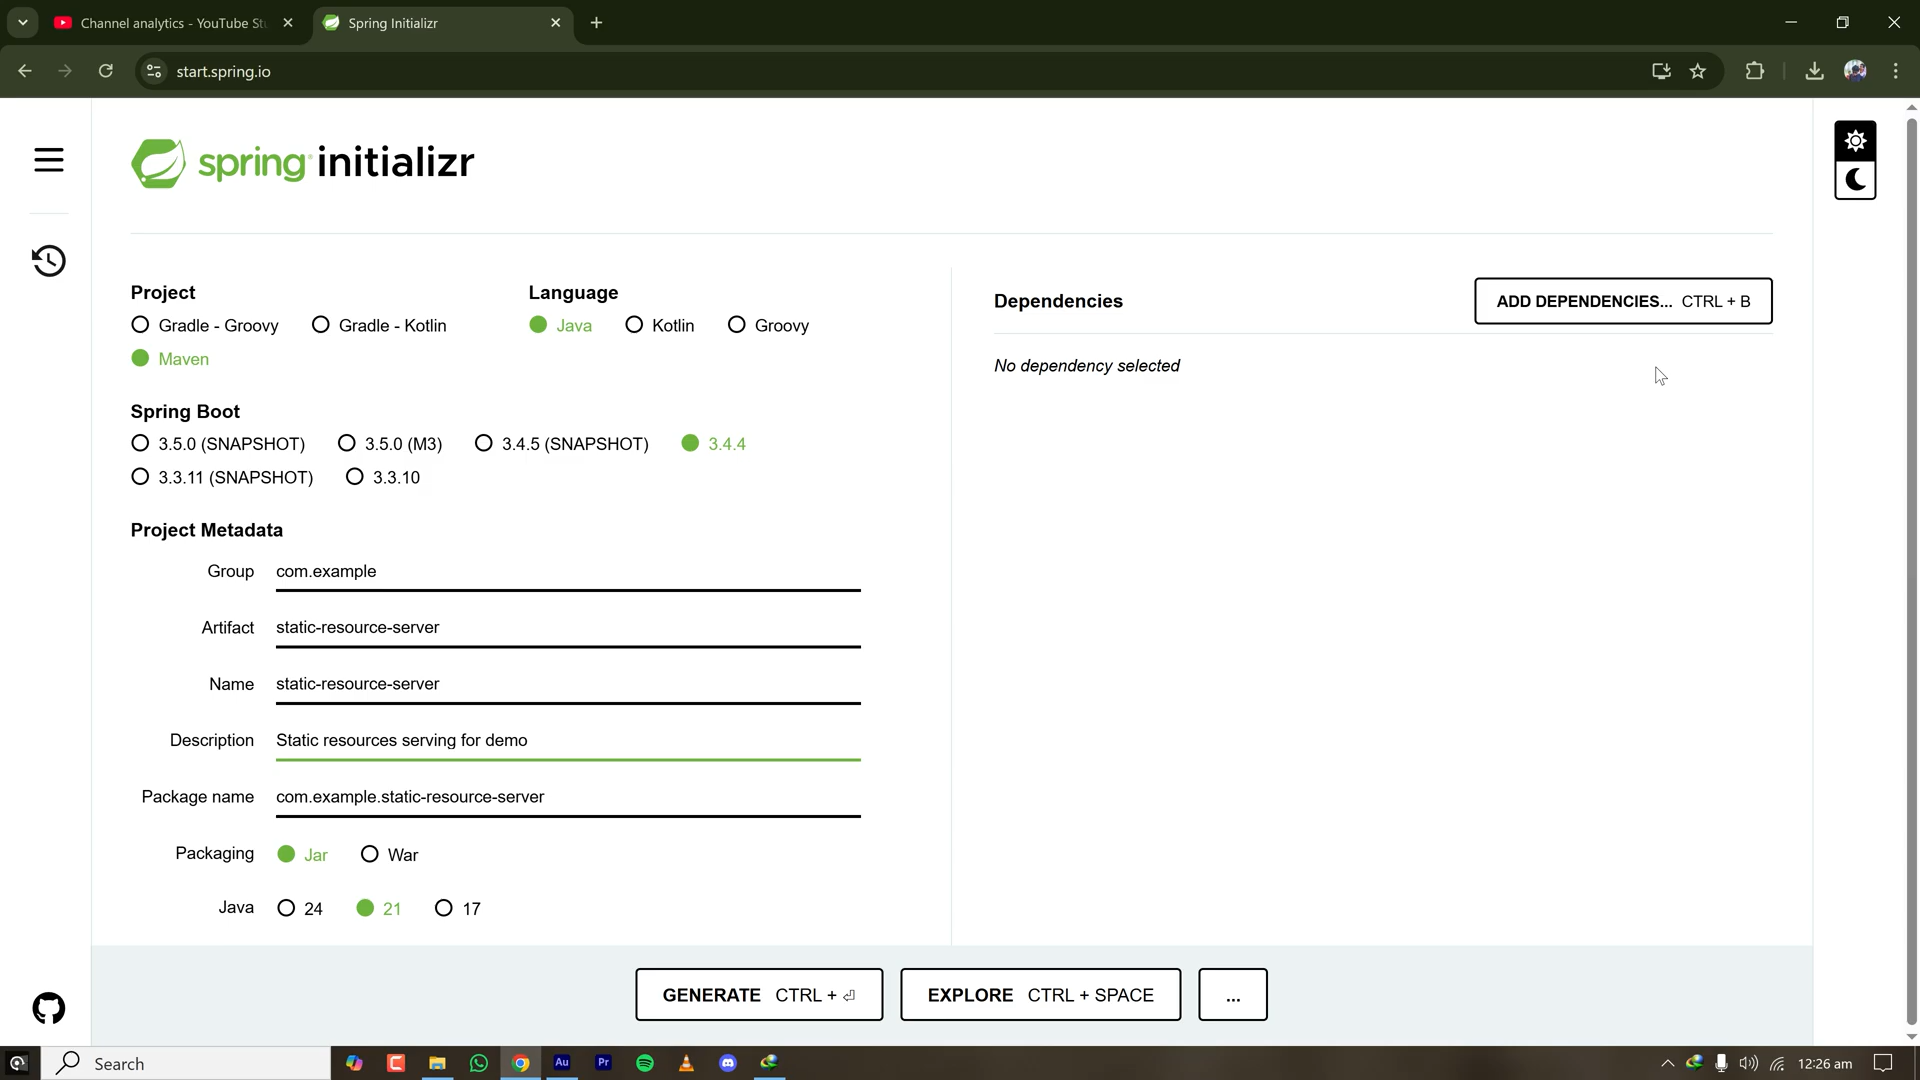 Channel analytics - YouTube St
Spring Initializr
start.spring.io
spring initializr
Project
Gradle - Groovy
Gradle - Kotlin
Maven
Language
Java
Kotlin
Groovy
Spring Boot
3.5.0 (SNAPSHOT)
3.5.0 (M3)
3.4.5 (SNAPSHOT)
3.4.4
3.3.11 (SNAPSHOT)
3.3.10
Project Metadata
Group com.example
Artifact static-resource-server
Name static-resource-server
Description Static resources serving for demo
Package name com.example.static-resource-server
Packaging Jar War
Java 24 21 17
Dependencies
ADD DEPENDENCIES... CTRL + B
No dependency selected
GENERATE CTRL + ⏎
EXPLORE CTRL + SPACE
...
Search
Au
Pr
12:26 am